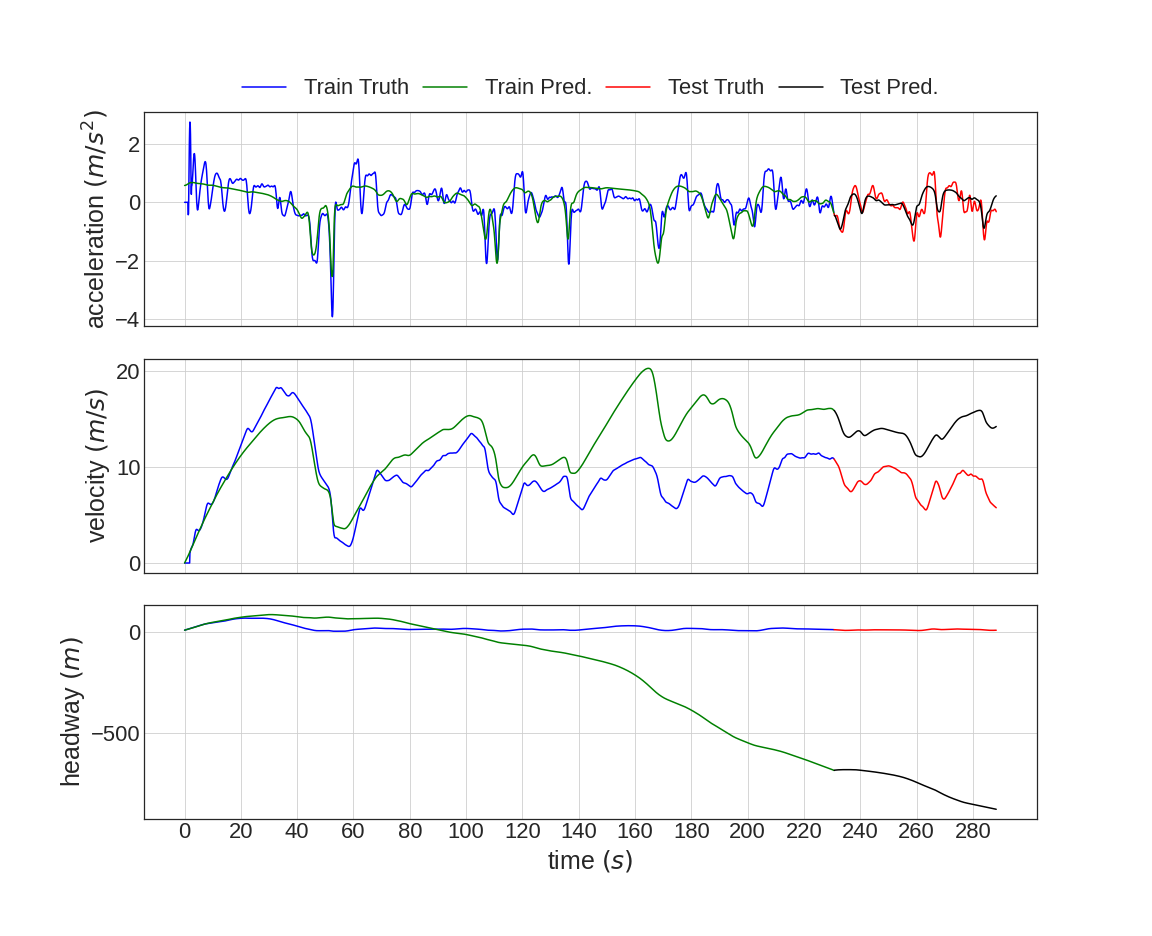 Train Truth Train Pred. Test Truth Test Pred.
acceleration (m/s²)
2
0
−2
−4
velocity (m/s)
20
10
0
headway (m)
0
−500
0 20 40 60 80 100 120 140 160 180 200 220 240 260 280
time (s)